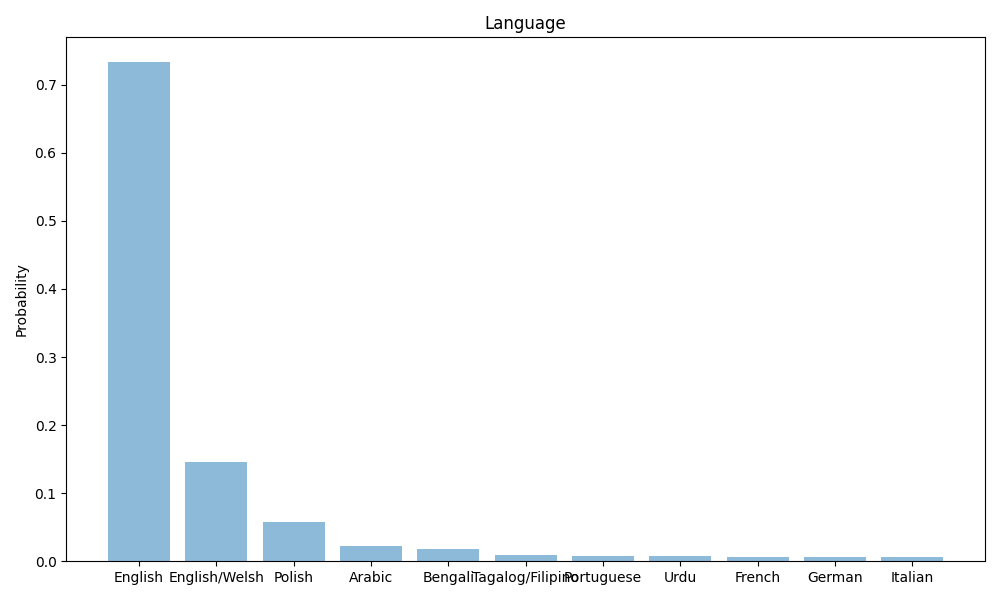 Language
Probability
0.7
0.6
0.5
0.4
0.3
0.2
0.1
0.0
English English/Welsh Polish Arabic Bengali Tagalog/Filipino Portuguese Urdu French German Italian